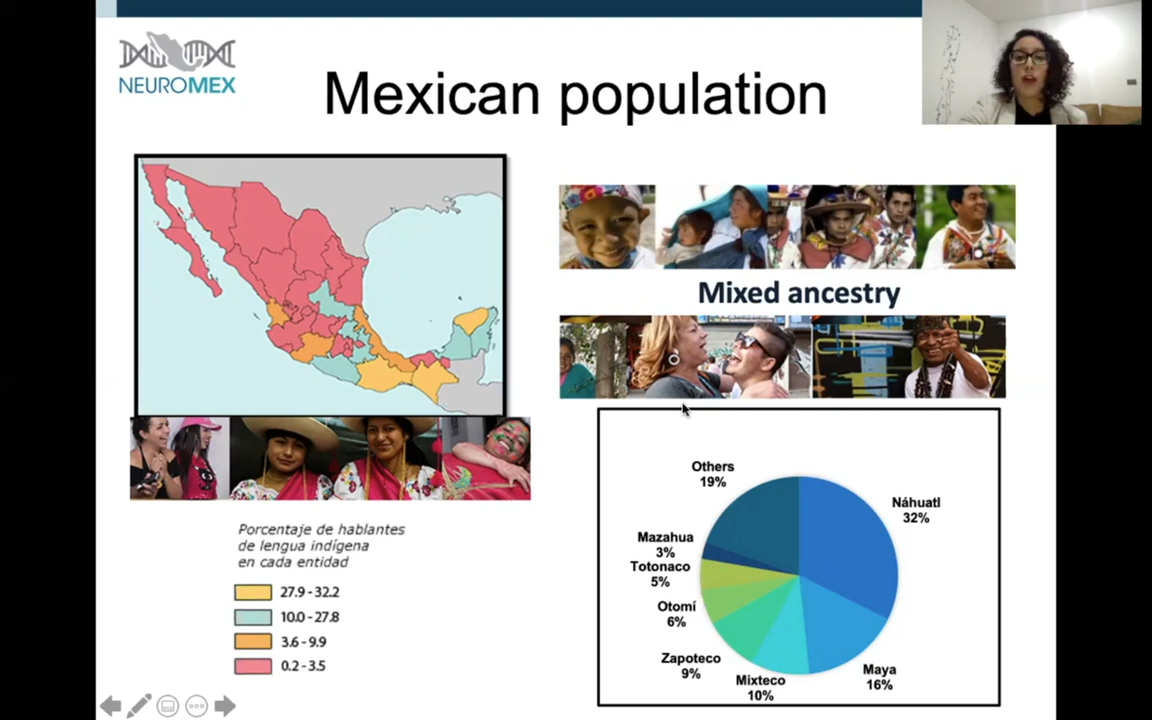 NEUROMEX
Mexican population
Mixed ancestry
Porcentaje de hablantes
de lengua indígena
en cada entidad
27.9 - 32.2
10.0 - 27.8
3.6 - 9.9
0.2 - 3.5
Others
19%
Náhuatl
32%
Mazahua
3%
Totonaco
5%
Otomí
6%
Zapoteco
9%
Mixteco
10%
Maya
16%